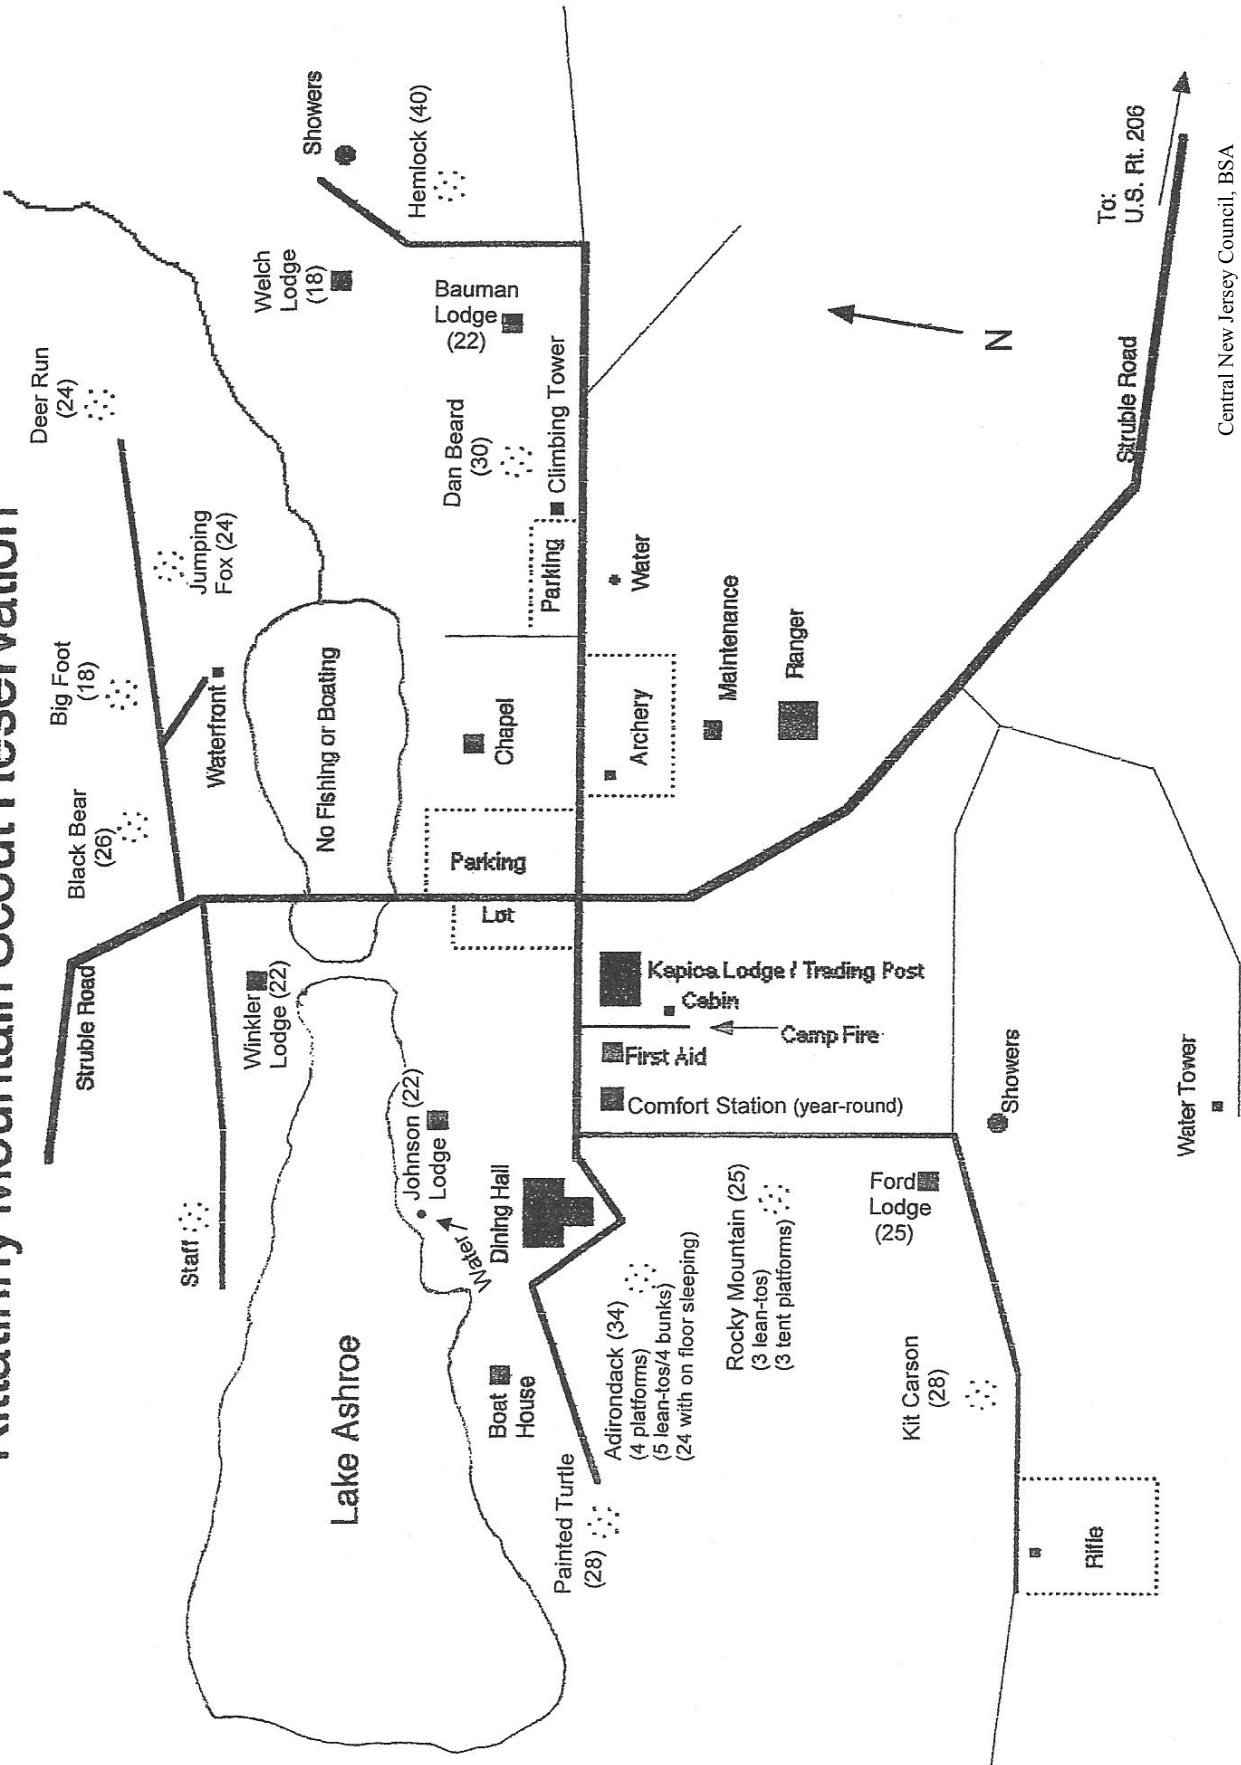 Kittatinny Mountain Scout Reservation
Struble Road
Black Bear
(26)
Big Foot
(18)
Jumping
Fox (24)
Deer Run
(24)
Waterfront
Staff
Winkler
Lodge (22)
No Fishing or Boating
Welch
Lodge
(18)
Showers
Hemlock (40)
Bauman
Lodge
(22)
Dan Beard
(30)
Climbing Tower
Parking
Chapel
Parking
Lot
Lake Ashroe
Johnson (22)
Lodge
Water
Dining Hall
Boat
House
Painted Turtle
(28)
Adirondack (34)
(4 platforms)
(5 lean-tos/4 bunks)
(24 with on floor sleeping)
Kapica Lodge / Trading Post
Cabin
Camp Fire
First Aid
Comfort Station (year-round)
Archery
Water
Maintenance
Ranger
Rocky Mountain (25)
(3 lean-tos)
(3 tent platforms)
Ford
Lodge
(25)
Showers
Kit Carson
(28)
Rifle
Water Tower
N
Struble Road
To:
U.S. Rt. 206
Central New Jersey Council, BSA